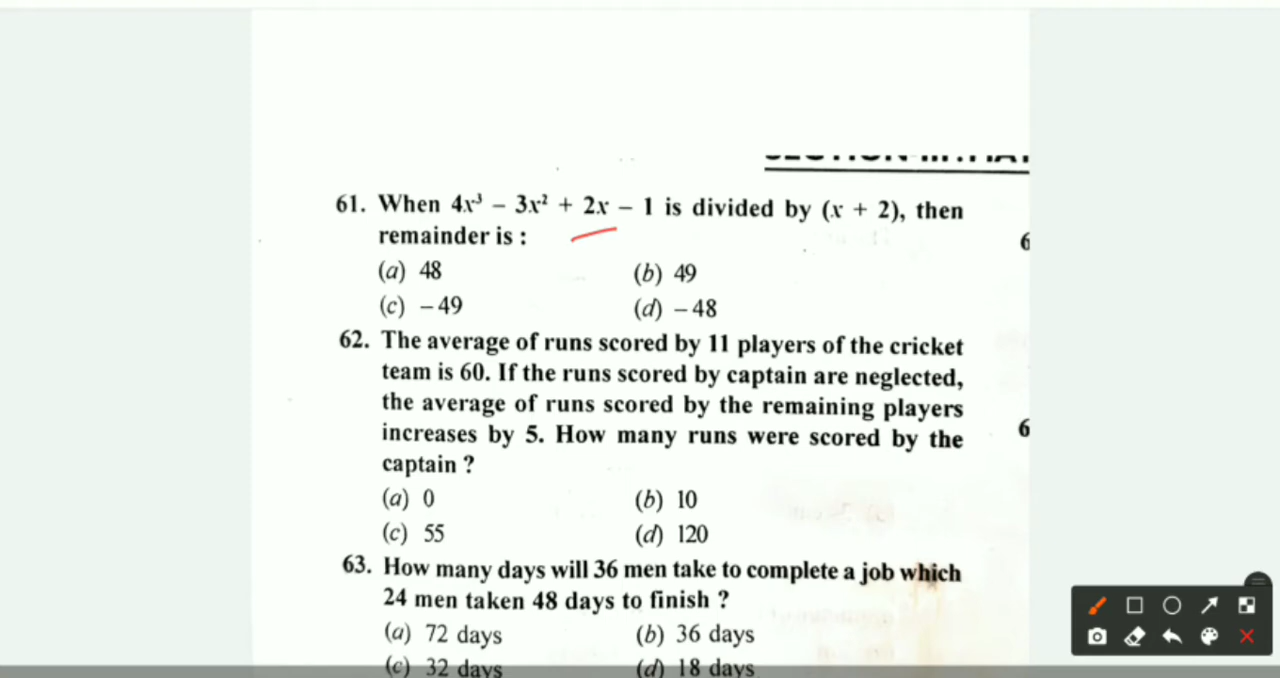 61. When 4x³ – 3x² + 2x – 1 is divided by (x + 2), then
remainder is :
(a) 48 (b) 49
(c) – 49 (d) – 48
62. The average of runs scored by 11 players of the cricket
team is 60. If the runs scored by captain are neglected,
the average of runs scored by the remaining players
increases by 5. How many runs were scored by the
captain ?
(a) 0 (b) 10
(c) 55 (d) 120
63. How many days will 36 men take to complete a job which
24 men taken 48 days to finish ?
(a) 72 days (b) 36 days
(c) 32 days (d) 18 days
6
6